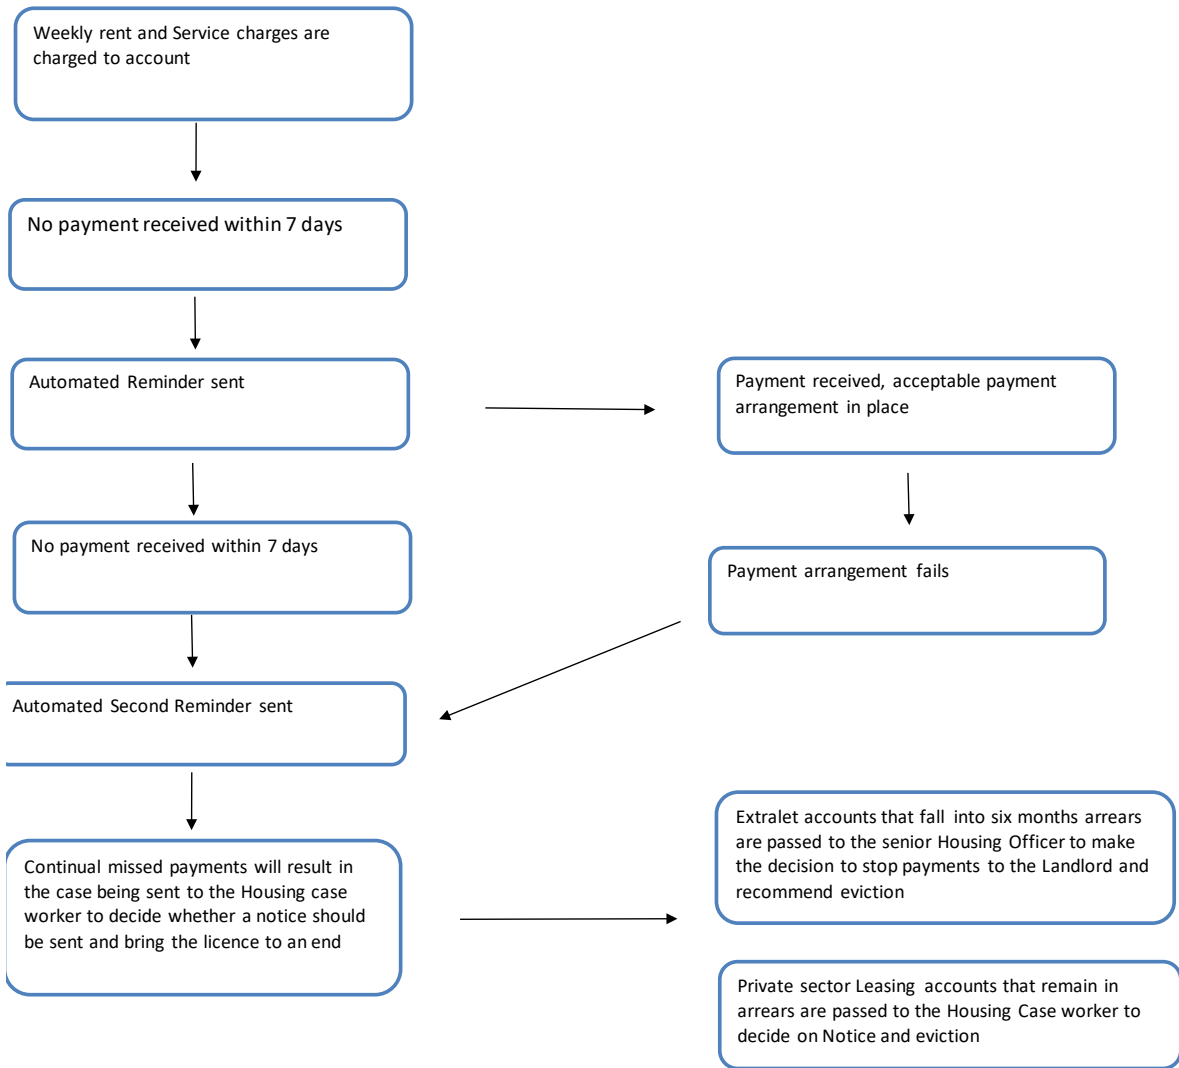 Weekly rent and Service charges are
charged to account
No payment received within 7 days
Automated Reminder sent
Payment received, acceptable payment
arrangement in place
No payment received within 7 days
Payment arrangement fails
Automated Second Reminder sent
Continual missed payments will result in
the case being sent to the Housing case
worker to decide whether a notice should
be sent and bring the licence to an end
Extralet accounts that fall into six months arrears
are passed to the senior Housing Officer to make
the decision to stop payments to the Landlord and
recommend eviction
Private sector Leasing accounts that remain in
arrears are passed to the Housing Case worker to
decide on Notice and eviction